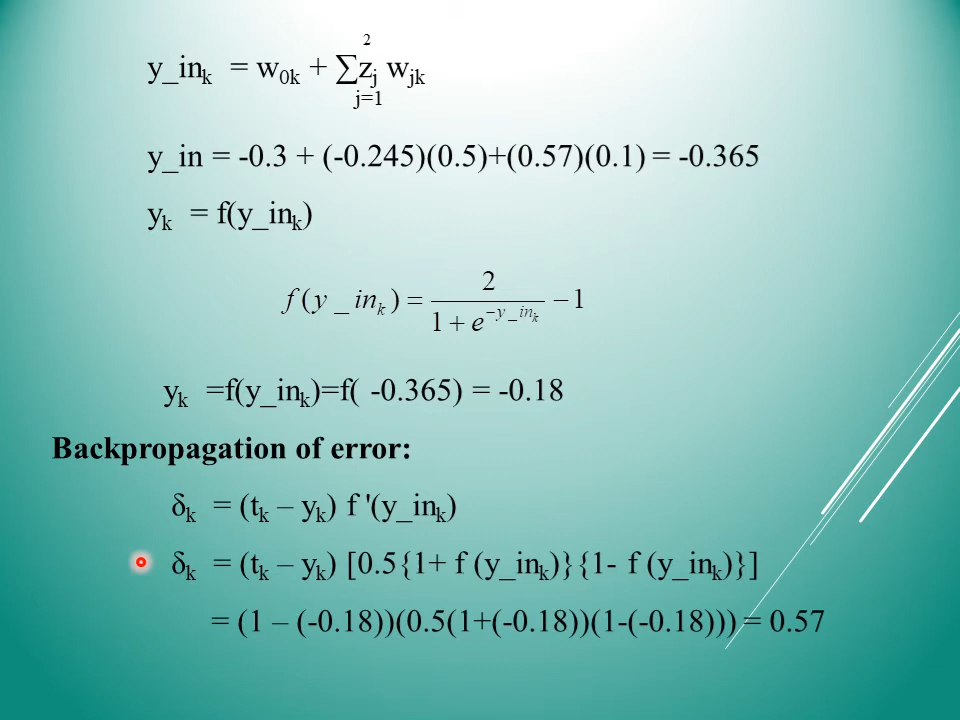 2
y_inₖ = w₀ₖ + ∑zⱼ wⱼₖ
j=1
y_in = -0.3 + (-0.245)(0.5)+(0.57)(0.1) = -0.365
yₖ = f(y_inₖ)
f(y_inₖ) = 2 / (1 + e^(−y_inₖ)) − 1
yₖ =f(y_inₖ)=f( -0.365) = -0.18
Backpropagation of error:
δₖ = (tₖ – yₖ) f '(y_inₖ)
δₖ = (tₖ – yₖ) [0.5{1+ f (y_inₖ)}{1- f (y_inₖ)}]
= (1 – (-0.18))(0.5(1+(-0.18))(1-(-0.18))) = 0.57